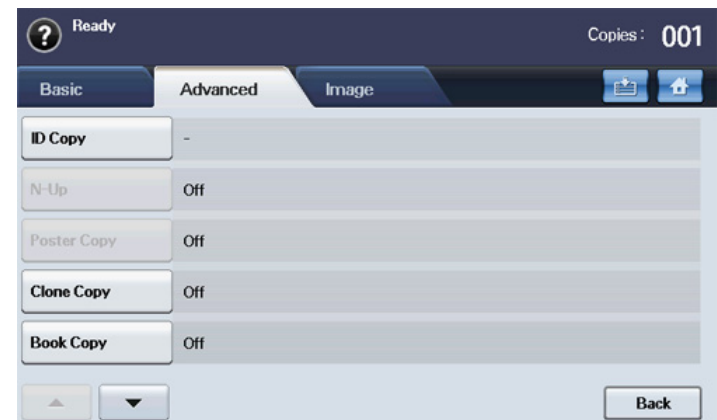 Ready
Copies : 001
Basic Advanced Image
ID Copy -
N-Up Off
Poster Copy Off
Clone Copy Off
Book Copy Off
Back